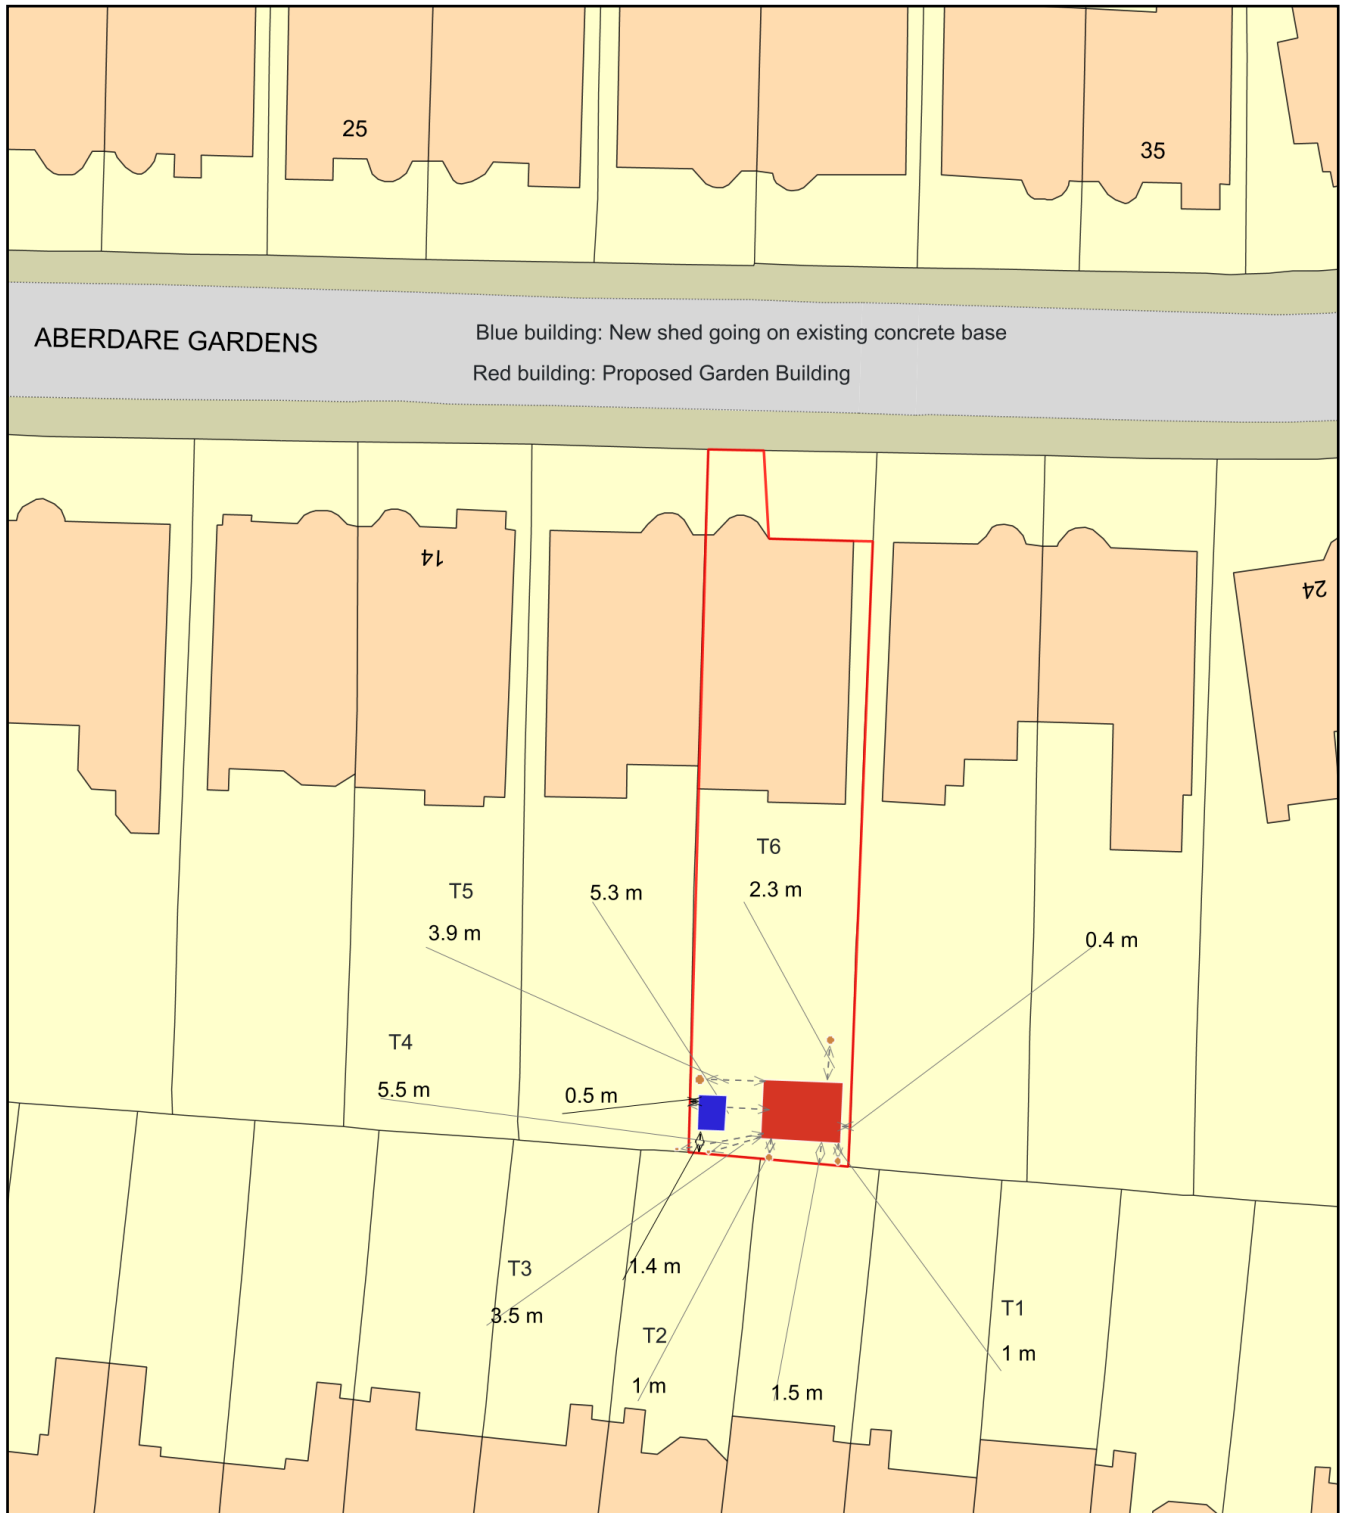 25
35
ABERDARE GARDENS
Blue building: New shed going on existing concrete base
Red building: Proposed Garden Building
14
24
T6
2.3 m
T5
3.9 m
5.3 m
0.4 m
T4
5.5 m
0.5 m
T3
3.5 m
1.4 m
T2
1 m
1.5 m
T1
1 m